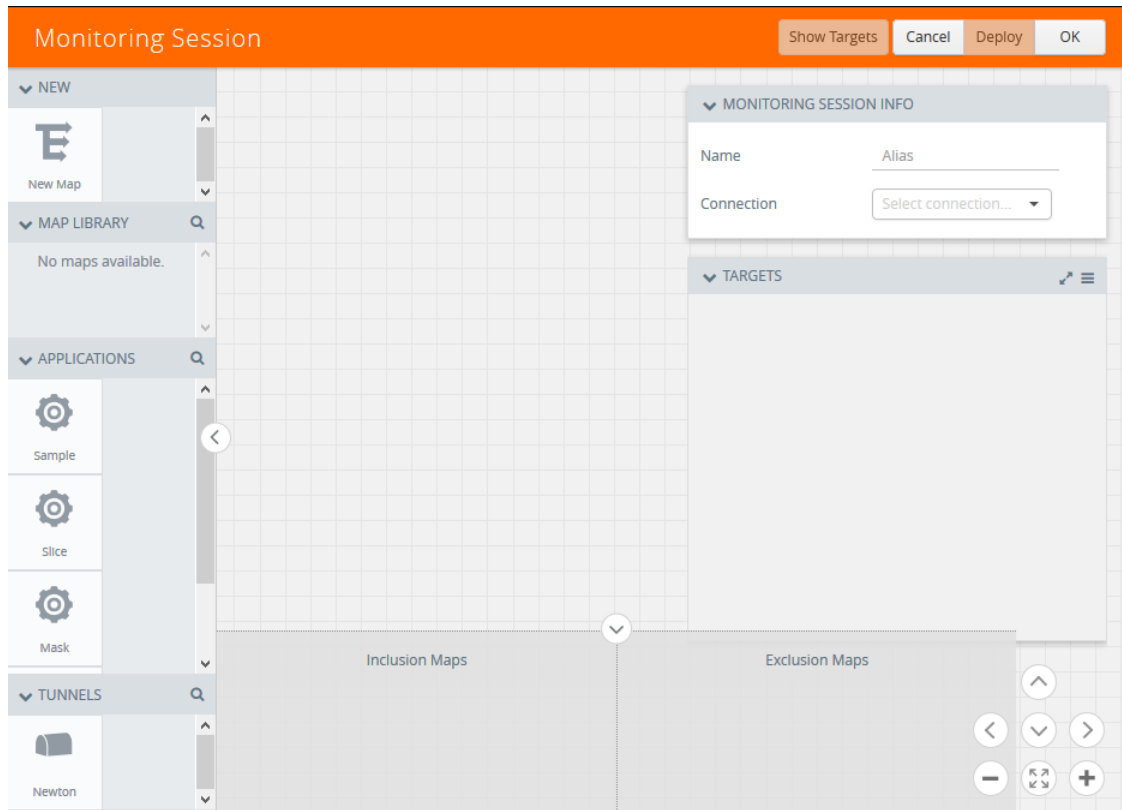 Monitoring Session
Show Targets
Cancel
Deploy
OK
NEW
New Map
MAP LIBRARY
No maps available.
APPLICATIONS
Sample
Slice
Mask
TUNNELS
Newton
MONITORING SESSION INFO
Name
Alias
Connection
Select connection...
TARGETS
Inclusion Maps
Exclusion Maps